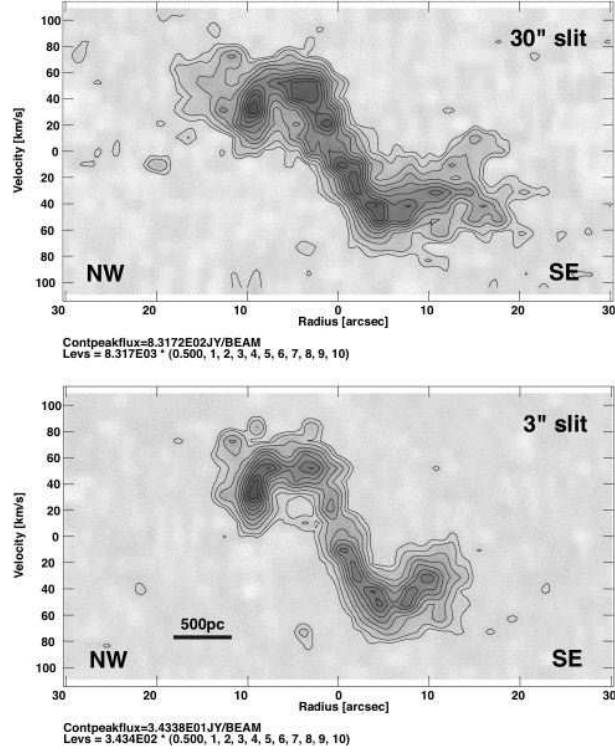 100
80
60
40
20
0
20
40
60
80
100
Velocity [km/s]
30" slit
NW
SE
30 20 10 0 10 20 30
Radius [arcsec]
Contpeakflux=8.3172E02JY/BEAM
Levs = 8.317E03 * (0.500, 1, 2, 3, 4, 5, 6, 7, 8, 9, 10)
100
80
60
40
20
0
20
40
60
80
100
Velocity [km/s]
3" slit
500pc
NW
SE
30 20 10 0 10 20 30
Radius [arcsec]
Contpeakflux=3.4338E01JY/BEAM
Levs = 3.434E02 * (0.500, 1, 2, 3, 4, 5, 6, 7, 8, 9, 10)